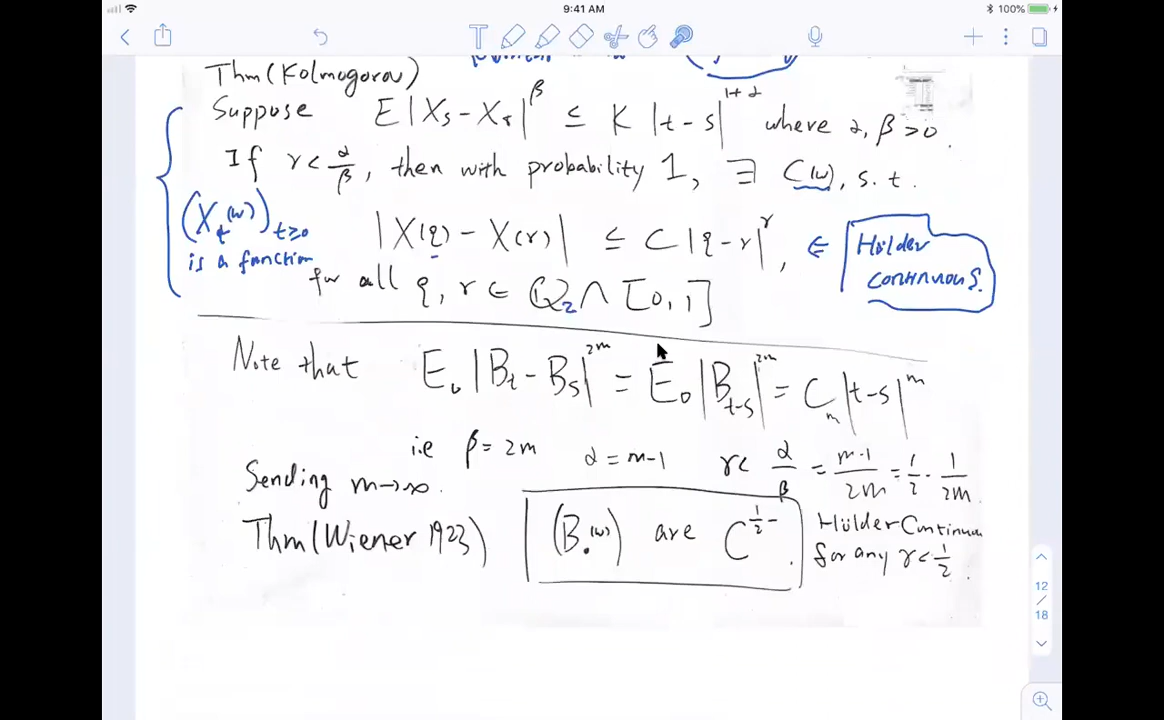 9:41 AM
100%
Thm (Kolmogorov)
Suppose E|X_s − X_t|^β ≤ K |t−s|^{1+α} where α, β > 0.
If γ < α/β, then with probability 1, ∃ C(ω), s.t.
(X_t(ω))_{t≥0}
is a function
|X(q) − X(r)| ≤ C |q−r|^γ,
⇐ Hölder
continuous.
for all q, r ∈ Q_2 ∩ [0,1]
Note that E_0 |B_t − B_s|^{2m} = E_0 |B_{t-s}|^{2m} = C_m |t−s|^m
i.e β = 2m α = m−1 γ < α/β = (m−1)/2m = 1/2 · 1/2m
Sending m→∞.
Thm (Wiener 1923)
(B.(ω)) are C^{1/2 −}.
Hölder Continuous
for any γ < 1/2.
12
/
18